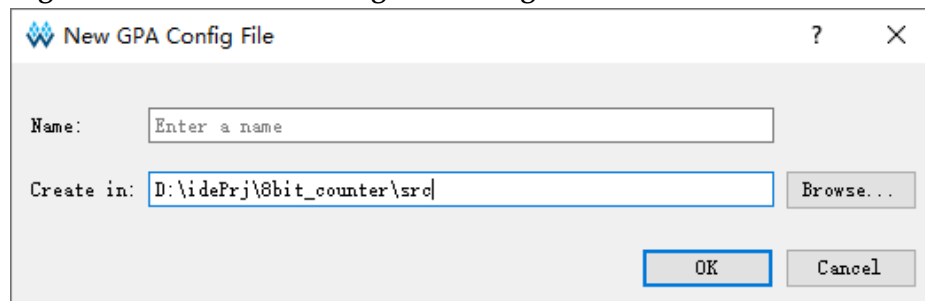 New GPA Config File ? ×
Name: Enter a name
Create in: D:\idePrj\8bit_counter\src Browse...
OK Cancel